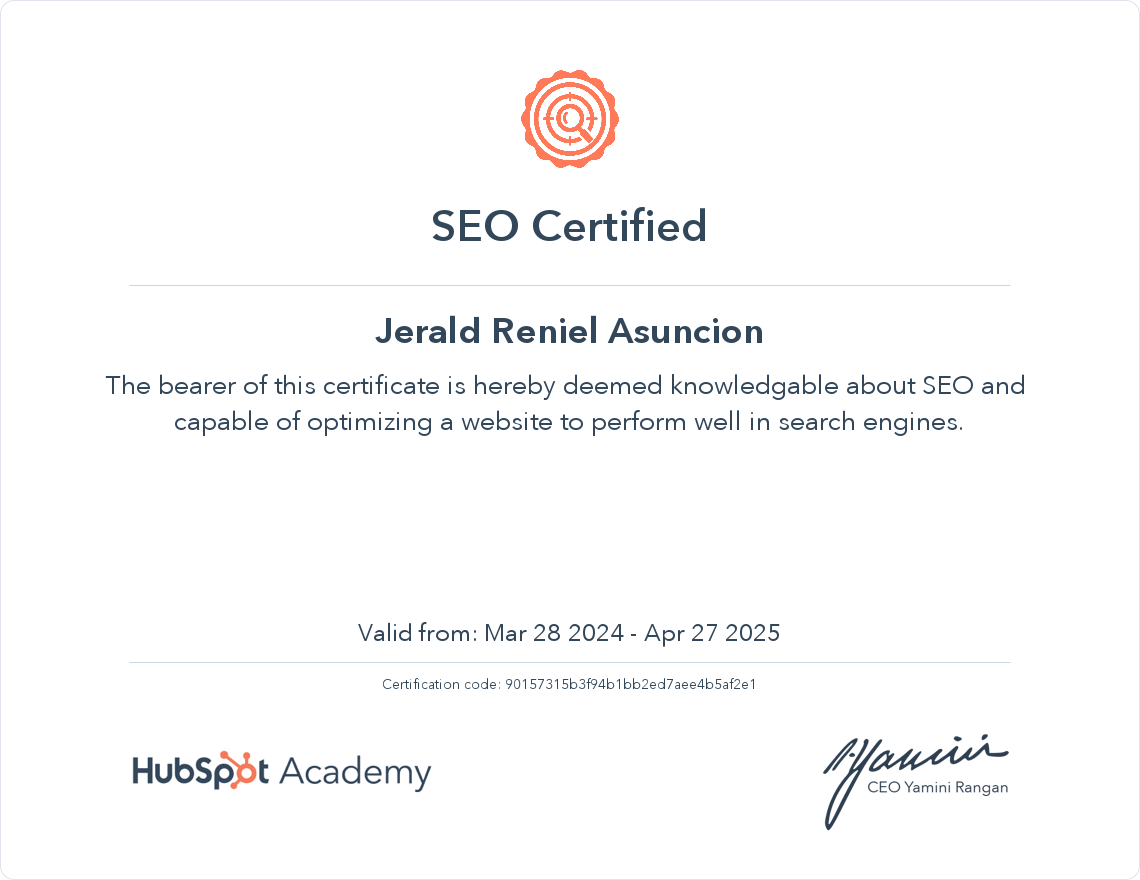 SEO Certified
Jerald Reniel Asuncion
The bearer of this certificate is hereby deemed knowledgable about SEO and
capable of optimizing a website to perform well in search engines.
Valid from: Mar 28 2024 - Apr 27 2025
Certification code: 90157315b3f94b1bb2ed7aee4b5af2e1
HubSpot Academy
Yamini
CEO Yamini Rangan